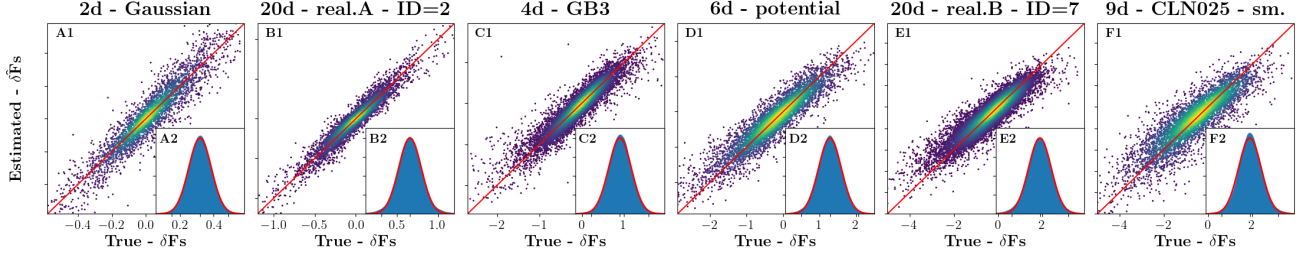 2d - Gaussian
20d - real.A - ID=2
4d - GB3
6d - potential
20d - real.B - ID=7
9d - CLN025 - sm.
A1
B1
C1
D1
E1
F1
Estimated - δF̂s
A2
B2
C2
D2
E2
F2
−0.4 −0.2 0.0 0.2 0.4
−1.0 −0.5 0.0 0.5 1.0
−2 −1 0 1
−2 −1 0 1 2
−4 −2 0 2
−4 −2 0 2
True - δFs
True - δFs
True - δFs
True - δFs
True - δFs
True - δFs